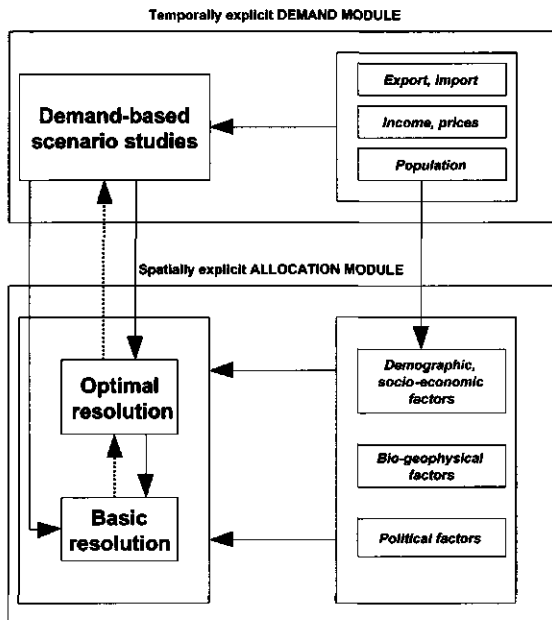 Temporally explicit DEMAND MODULE
Demand-based
scenario studies
Export, Import
Income, prices
Population
Spatially explicit ALLOCATION MODULE
Optimal
resolution
Basic
resolution
Demographic,
socio-economic
factors
Bio-geophysical
factors
Political factors